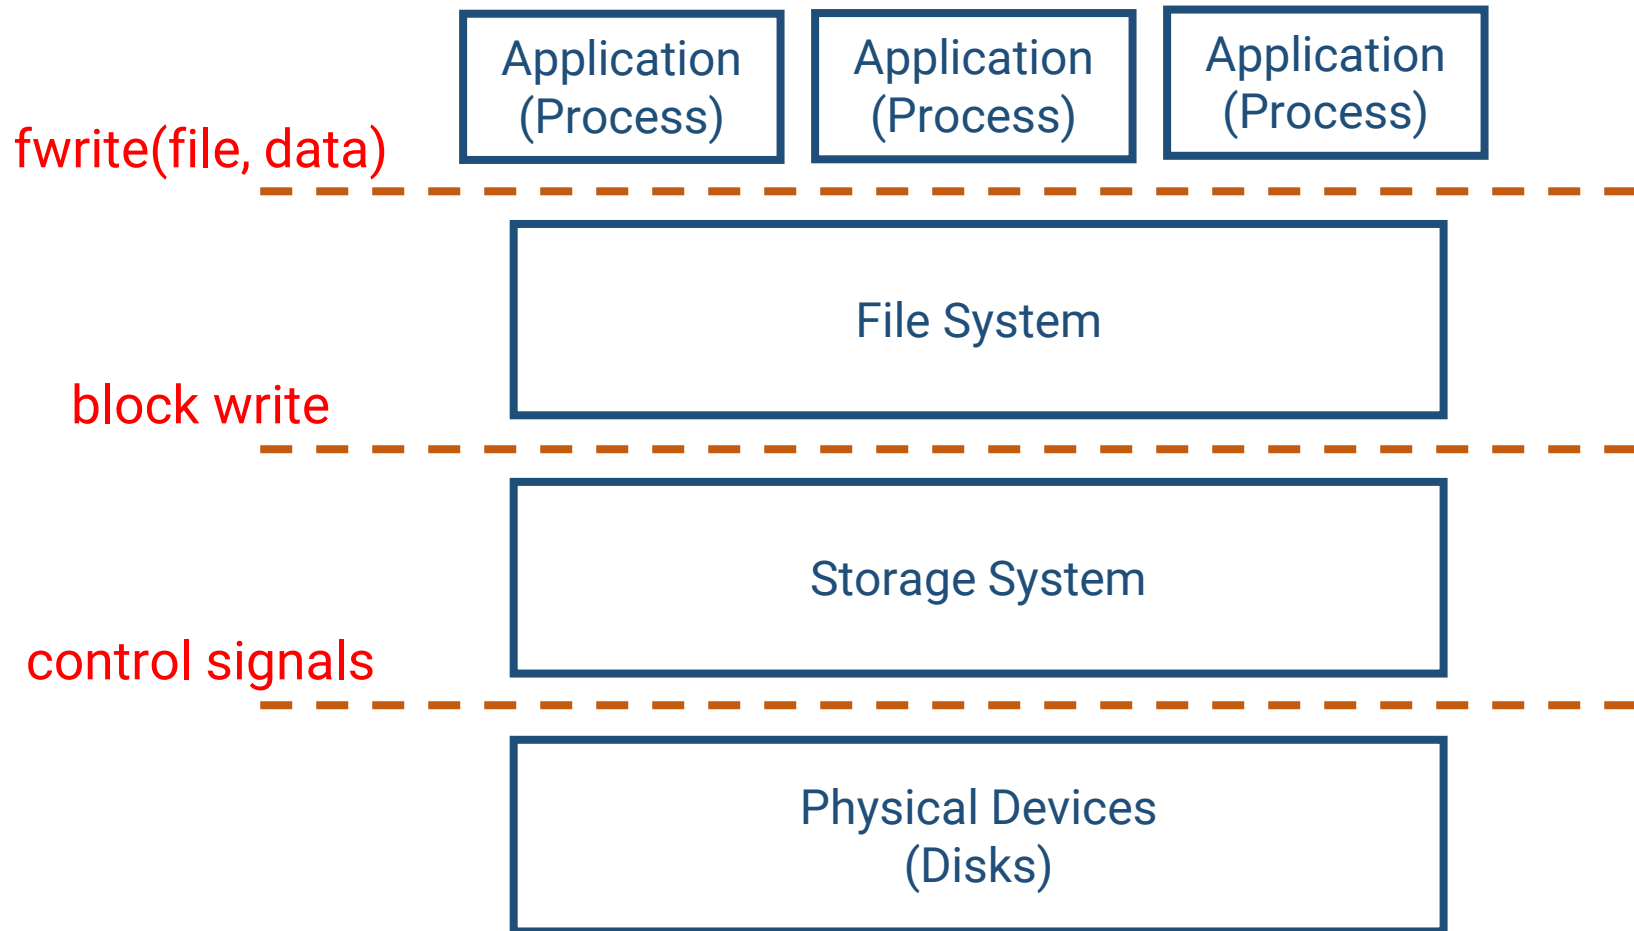 Application
(Process)
Application
(Process)
Application
(Process)
fwrite(file, data)
File System
block write
Storage System
control signals
Physical Devices
(Disks)